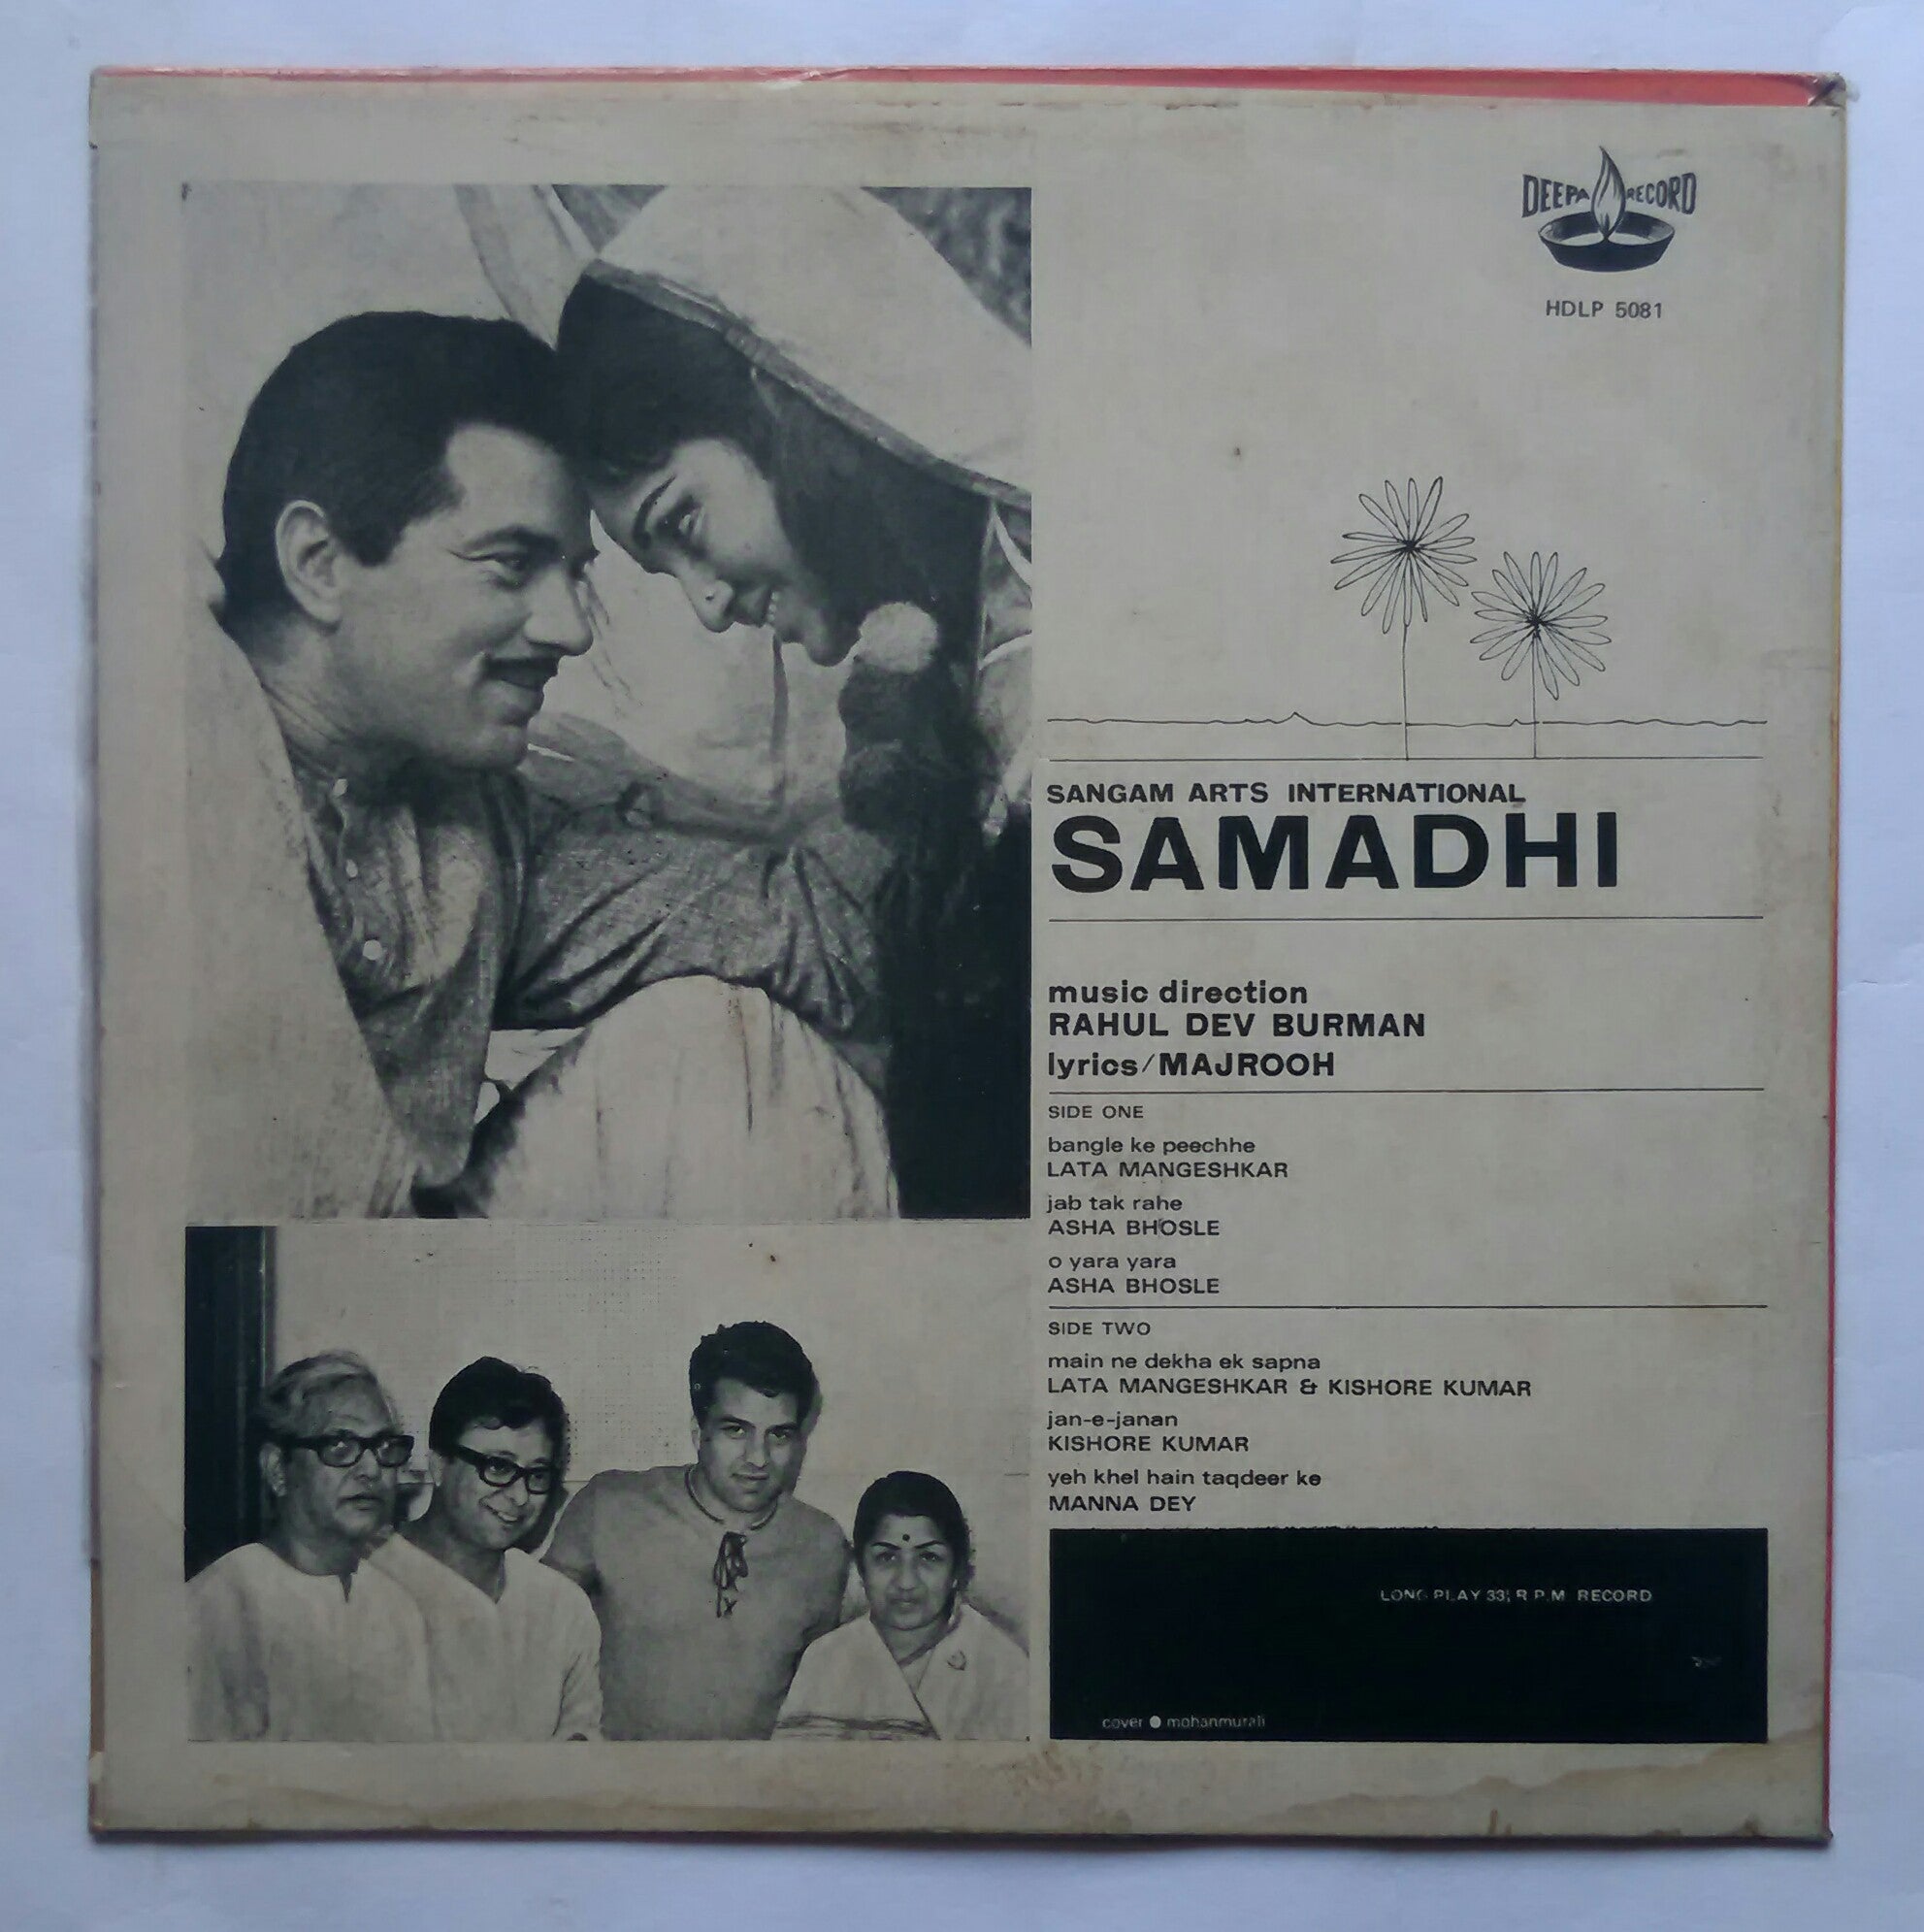 DEEPA RECORD
HDLP 5081
SANGAM ARTS INTERNATIONAL
SAMADHI
music direction
RAHUL DEV BURMAN
lyrics/MAJROOH
SIDE ONE
bangle ke peechhe
LATA MANGESHKAR
jab tak rahe
ASHA BHOSLE
o yara yara
ASHA BHOSLE
SIDE TWO
main ne dekha ek sapna
LATA MANGESHKAR & KISHORE KUMAR
jan-e-janan
KISHORE KUMAR
yeh khel hain taqdeer ke
MANNA DEY
LONG PLAY 33⅓ R.P.M. RECORD
cover ● mohanmurali